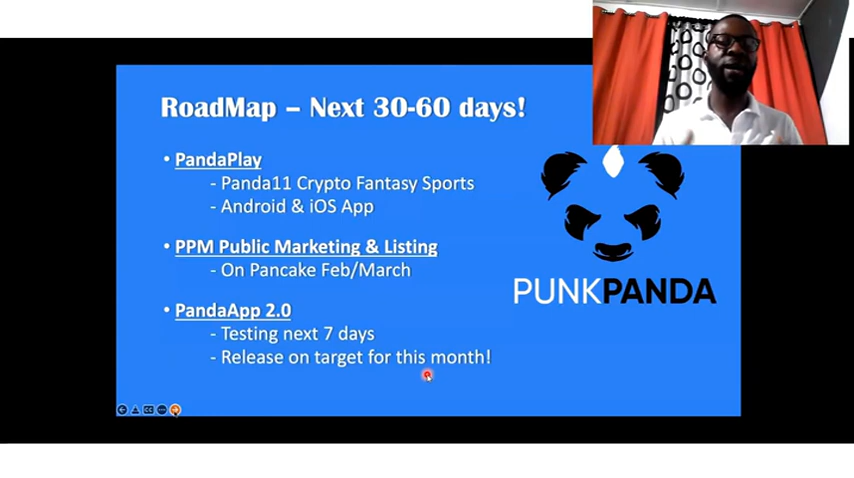 RoadMap – Next 30-60 days!
• PandaPlay
- Panda11 Crypto Fantasy Sports
- Android & iOS App
• PPM Public Marketing & Listing
- On Pancake Feb/March
• PandaApp 2.0
- Testing next 7 days
- Release on target for this month!
PUNKPANDA